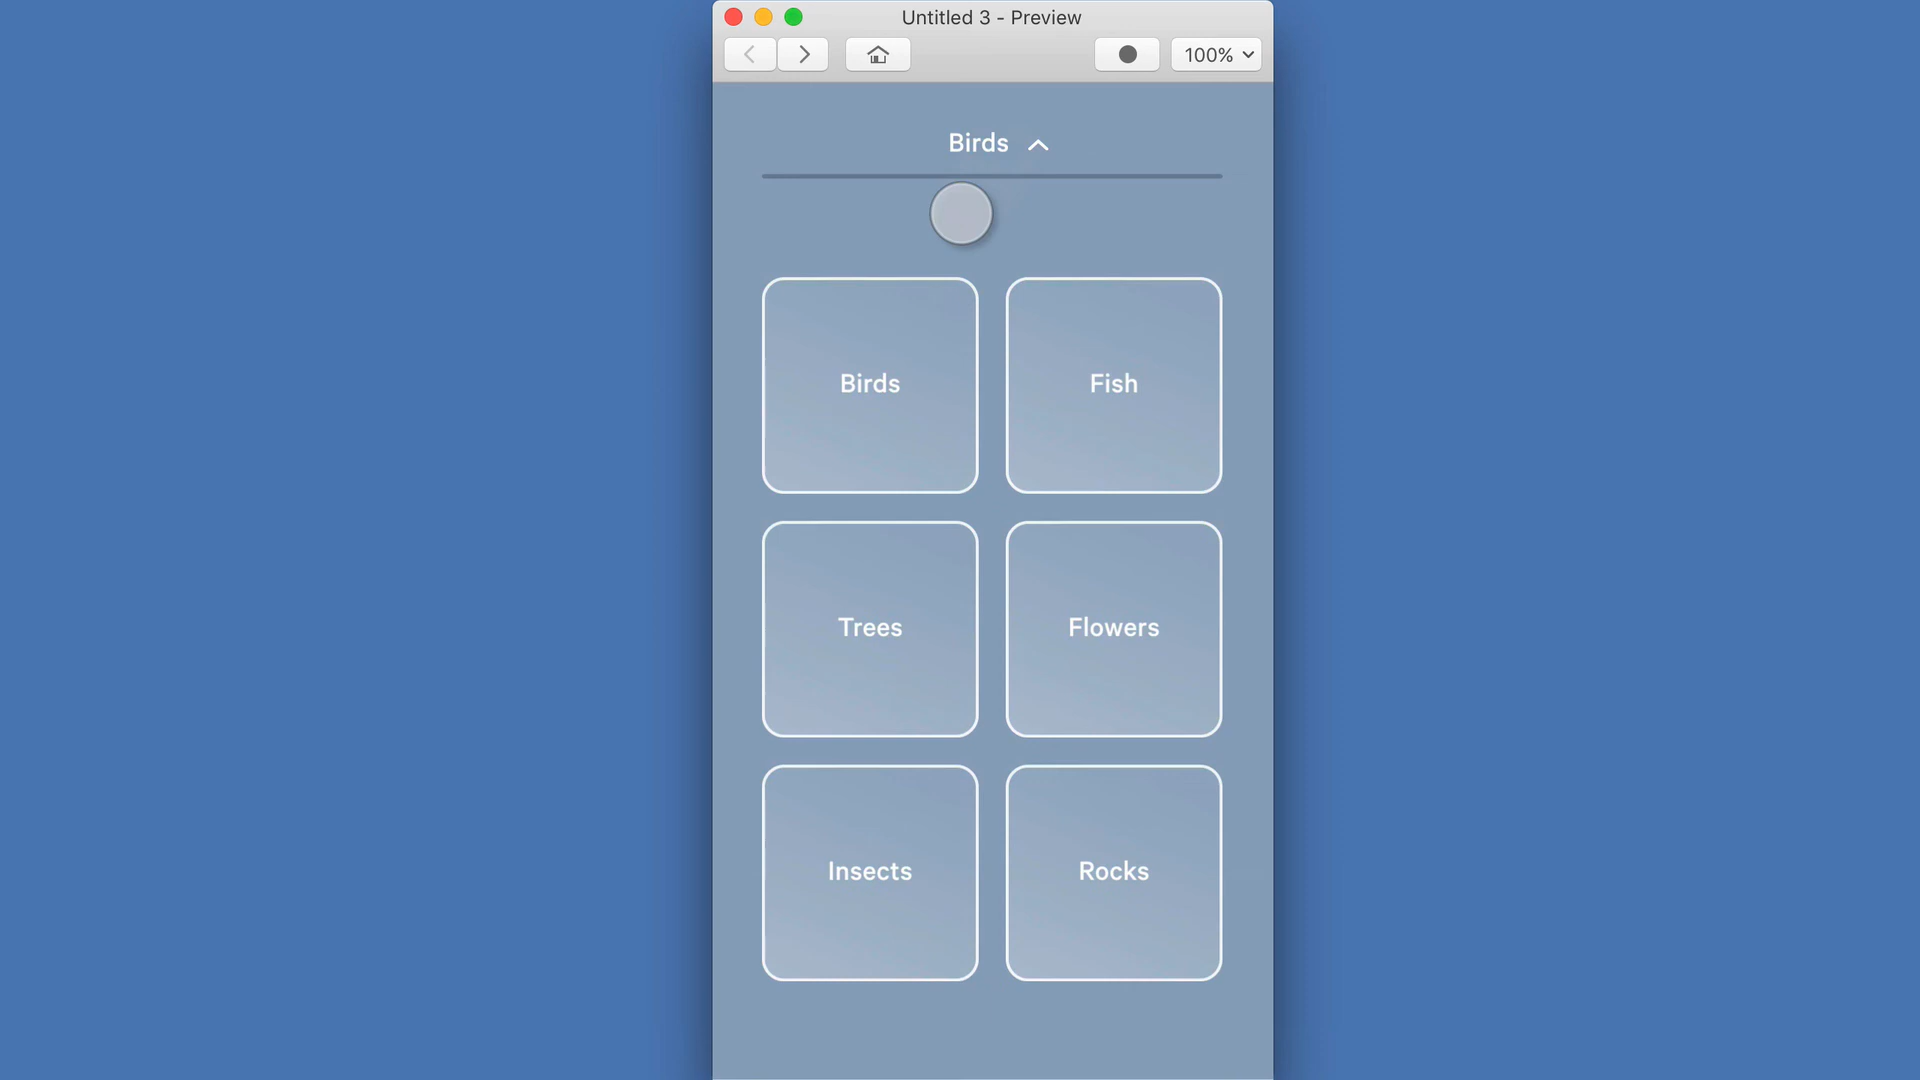 Untitled 3 - Preview
100%
Birds
Birds
Fish
Trees
Flowers
Insects
Rocks